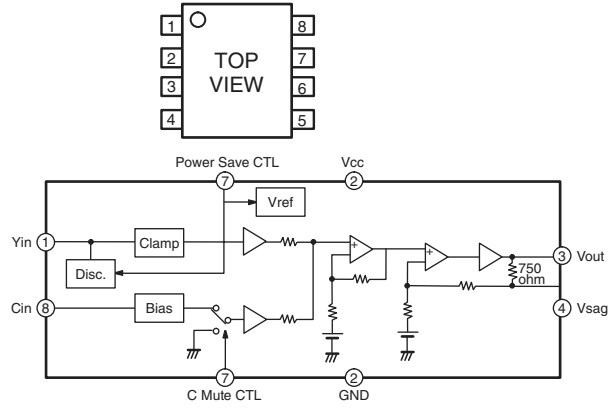 1 8
2 7
3 6
4 5
TOP
VIEW
Power Save CTL Vcc
7 2
Vref
Yin 1 Clamp
+ +
3 Vout
Disc.
750
ohm
Cin 8 Bias
4 Vsag
7 2
C Mute CTL GND